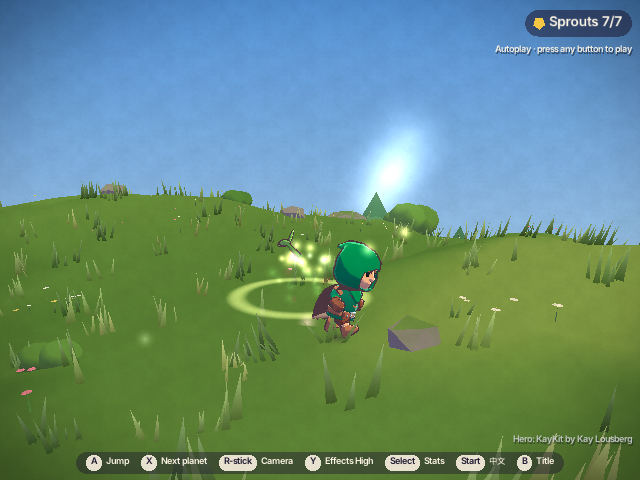 Sprouts 7/7
Autoplay · press any button to play
Hero: KayKit by Kay Lousberg
A Jump X Next planet R-stick Camera Y Effects High Select Stats Start 中文 B Title